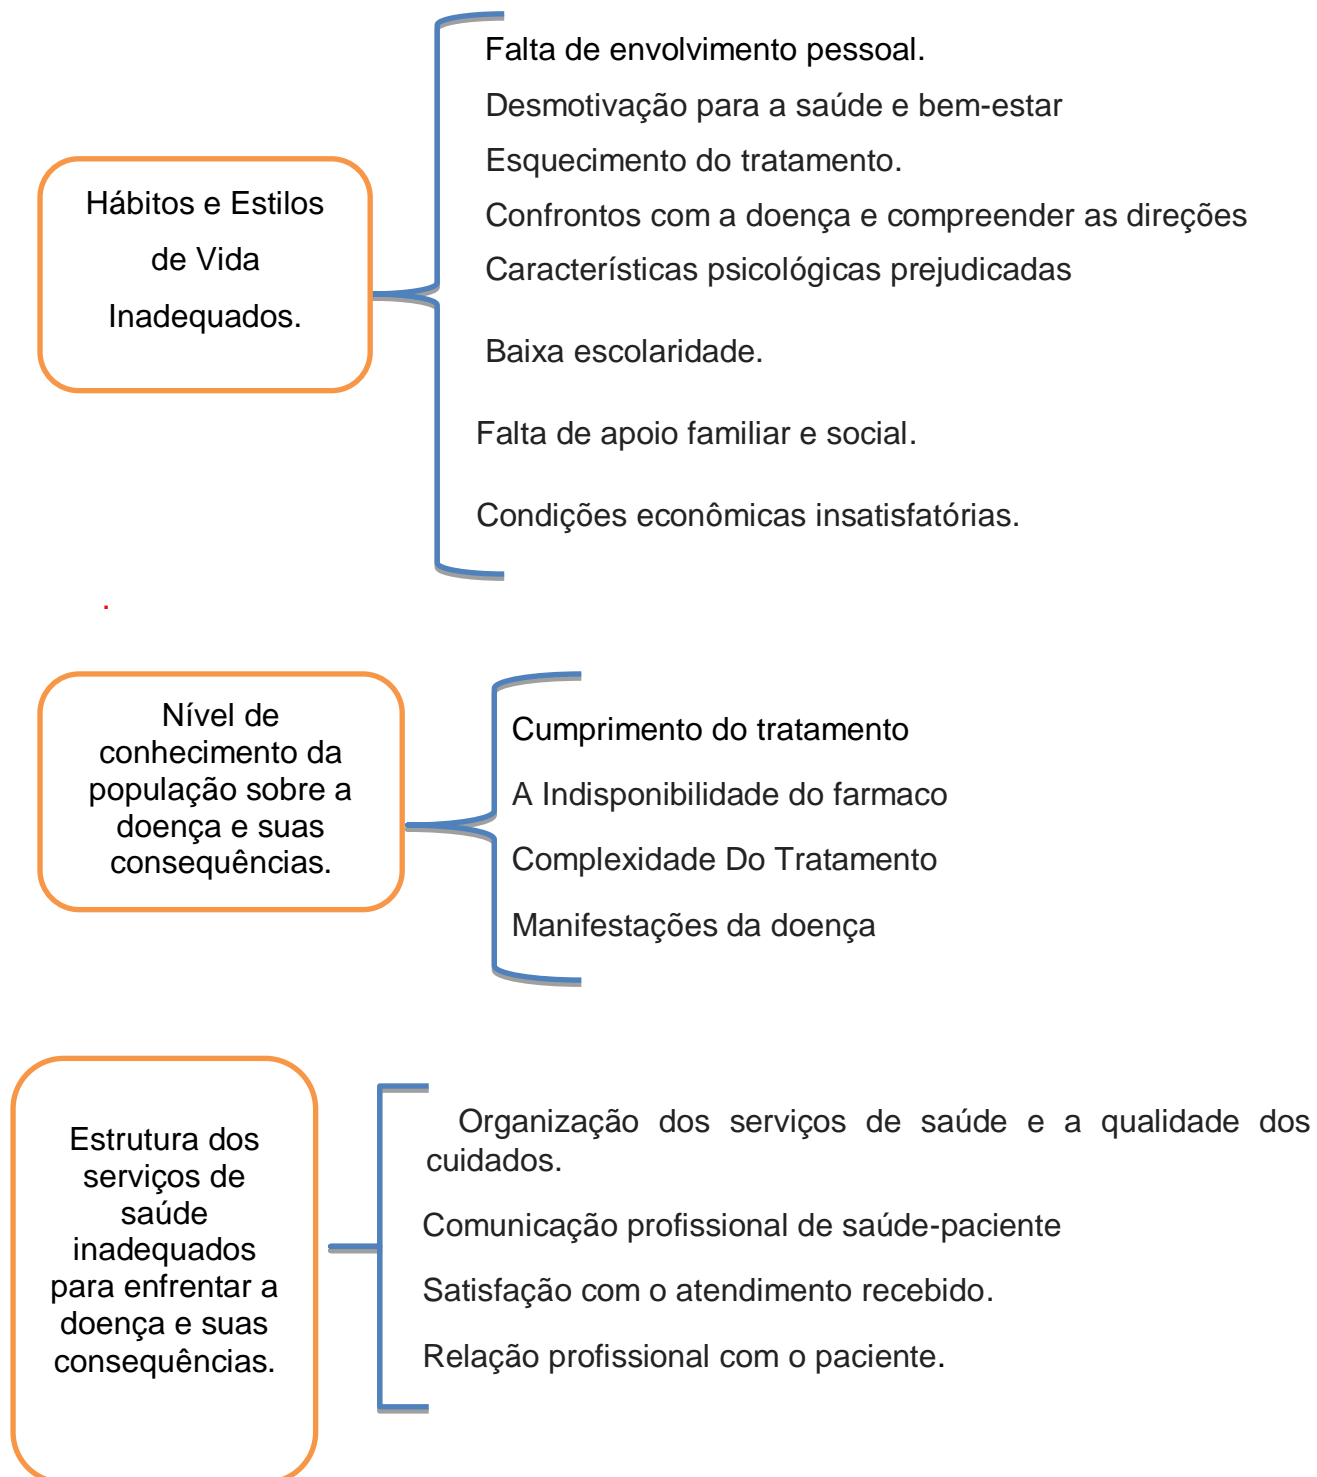 Hábitos e Estilos
de Vida
Inadequados.
Falta de envolvimento pessoal.
Desmotivação para a saúde e bem-estar
Esquecimento do tratamento.
Confrontos com a doença e compreender as direções
Características psicológicas prejudicadas
Baixa escolaridade.
Falta de apoio familiar e social.
Condições econômicas insatisfatórias.
.
Nível de
conhecimento da
população sobre a
doença e suas
consequências.
Cumprimento do tratamento
A Indisponibilidade do farmaco
Complexidade Do Tratamento
Manifestações da doença
Estrutura dos
serviços de
saúde
inadequados
para enfrentar a
doença e suas
consequências.
Organização dos serviços de saúde e a qualidade dos
cuidados.
Comunicação profissional de saúde-paciente
Satisfação com o atendimento recebido.
Relação profissional com o paciente.